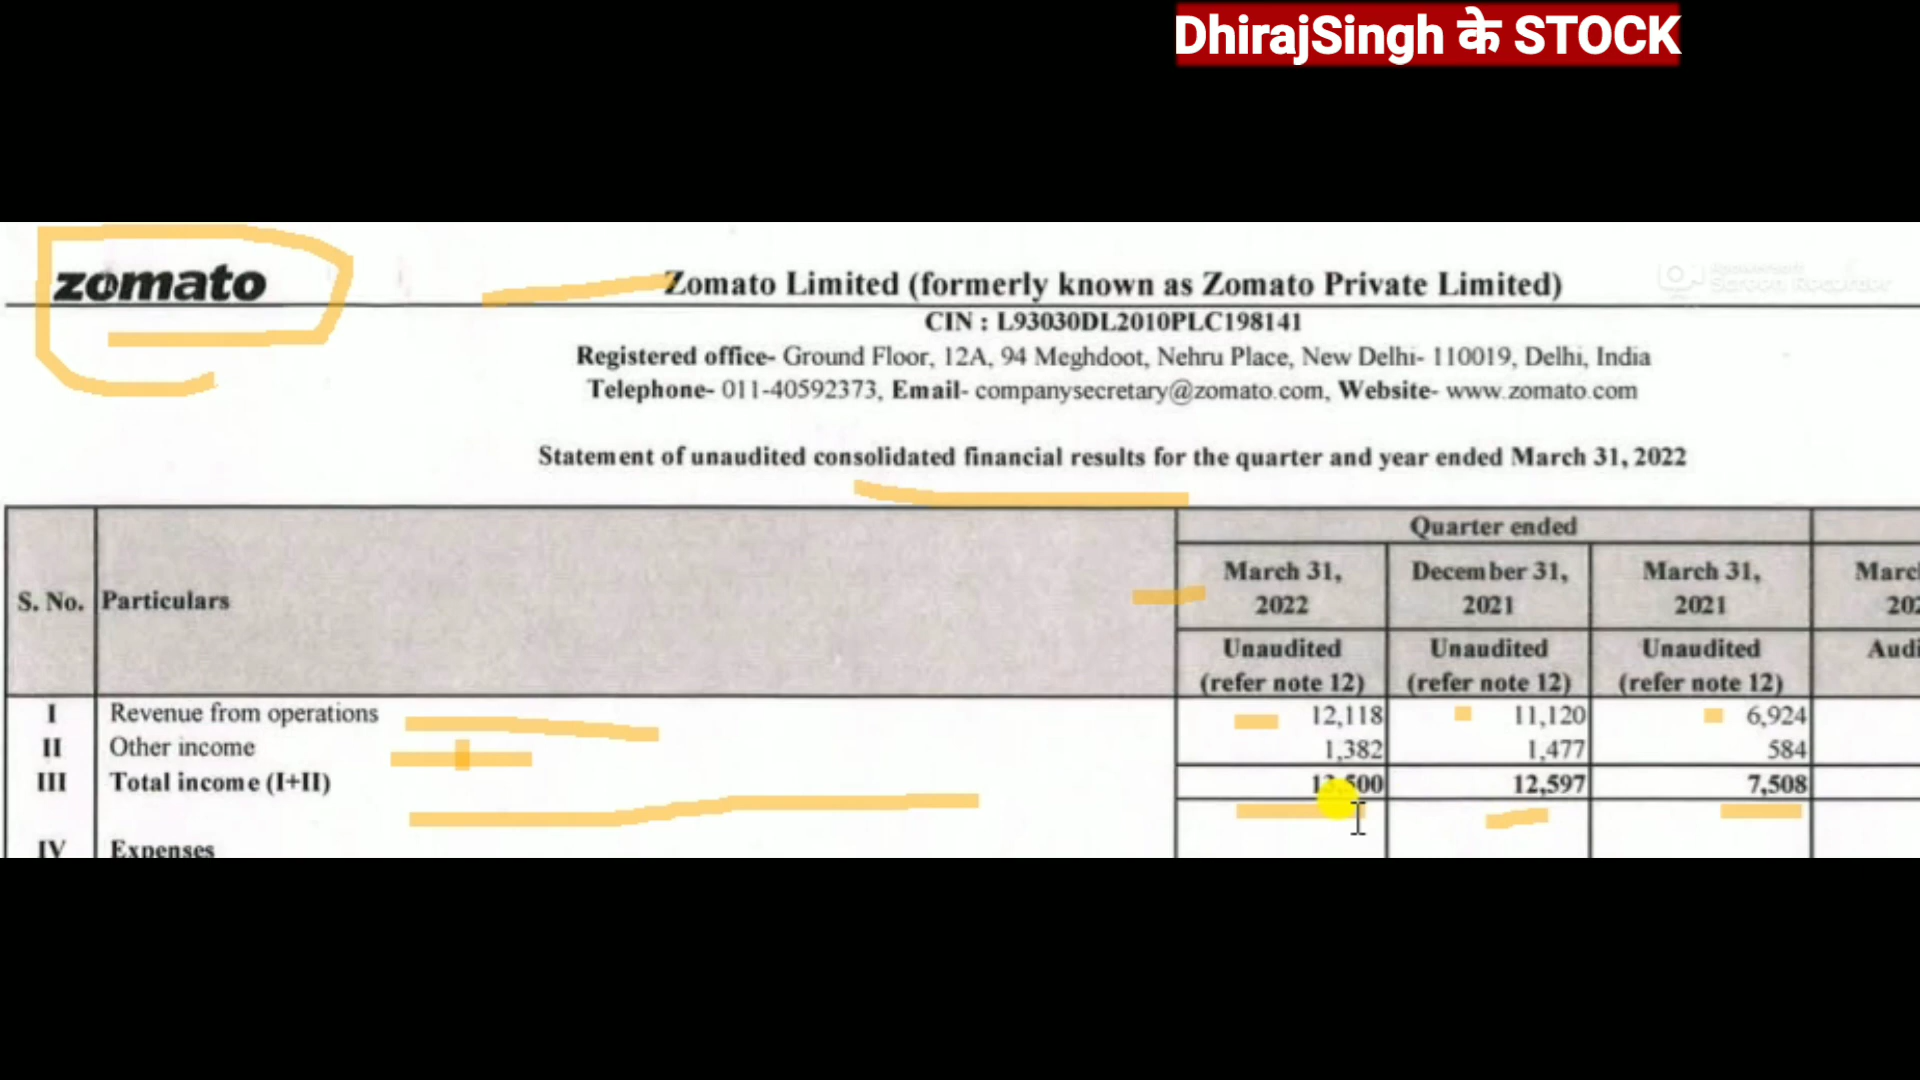 DhirajSingh के STOCK
zomato
Zomato Limited (formerly known as Zomato Private Limited)
Screen Recorder
CIN : L93030DL2010PLC198141
Registered office- Ground Floor, 12A, 94 Meghdoot, Nehru Place, New Delhi- 110019, Delhi, India
Telephone- 011-40592373, Email- companysecretary@zomato.com, Website- www.zomato.com
Statement of unaudited consolidated financial results for the quarter and year ended March 31, 2022
Quarter ended
S. No. Particulars March 31, 2022 December 31, 2021 March 31, 2021
Unaudited (refer note 12) Unaudited (refer note 12) Unaudited (refer note 12)
I Revenue from operations 12,118 11,120 6,924
II Other income 1,382 1,477 584
III Total income (I+II) 13,500 12,597 7,508
IV Expenses